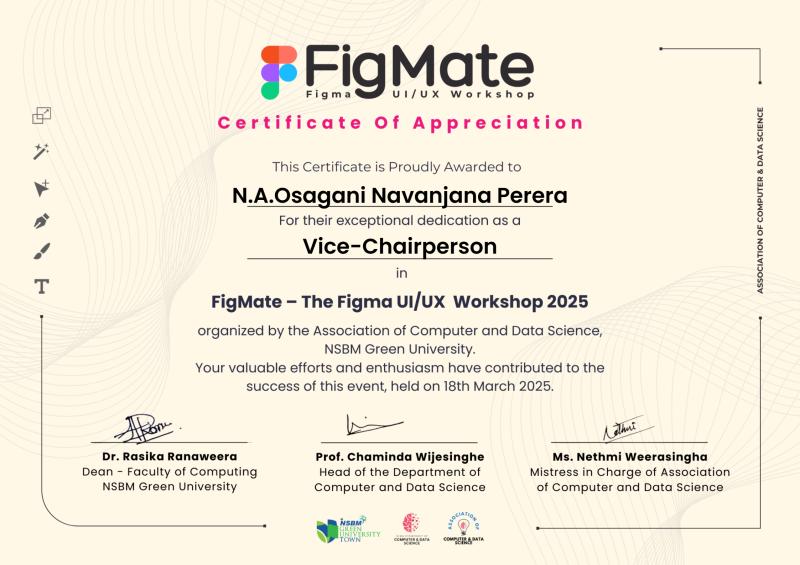 FigMate
Figma UI/UX Workshop
Certificate Of Appreciation
This Certificate is Proudly Awarded to
N.A.Osagani Navanjana Perera
For their exceptional dedication as a
Vice-Chairperson
in
FigMate – The Figma UI/UX Workshop 2025
organized by the Association of Computer and Data Science,
NSBM Green University.
Your valuable efforts and enthusiasm have contributed to the
success of this event, held on 18th March 2025.
ASSOCIATION OF COMPUTER & DATA SCIENCE
Nethmi
Dr. Rasika Ranaweera
Dean - Faculty of Computing
NSBM Green University
Prof. Chaminda Wijesinghe
Head of the Department of
Computer and Data Science
Ms. Nethmi Weerasingha
Mistress in Charge of Association
of Computer and Data Science
NSBM
GREEN
UNIVERSITY
TOWN
COMPUTER & DATA
SCIENCE
ASSOCIATION OF
COMPUTER & DATA
SCIENCE